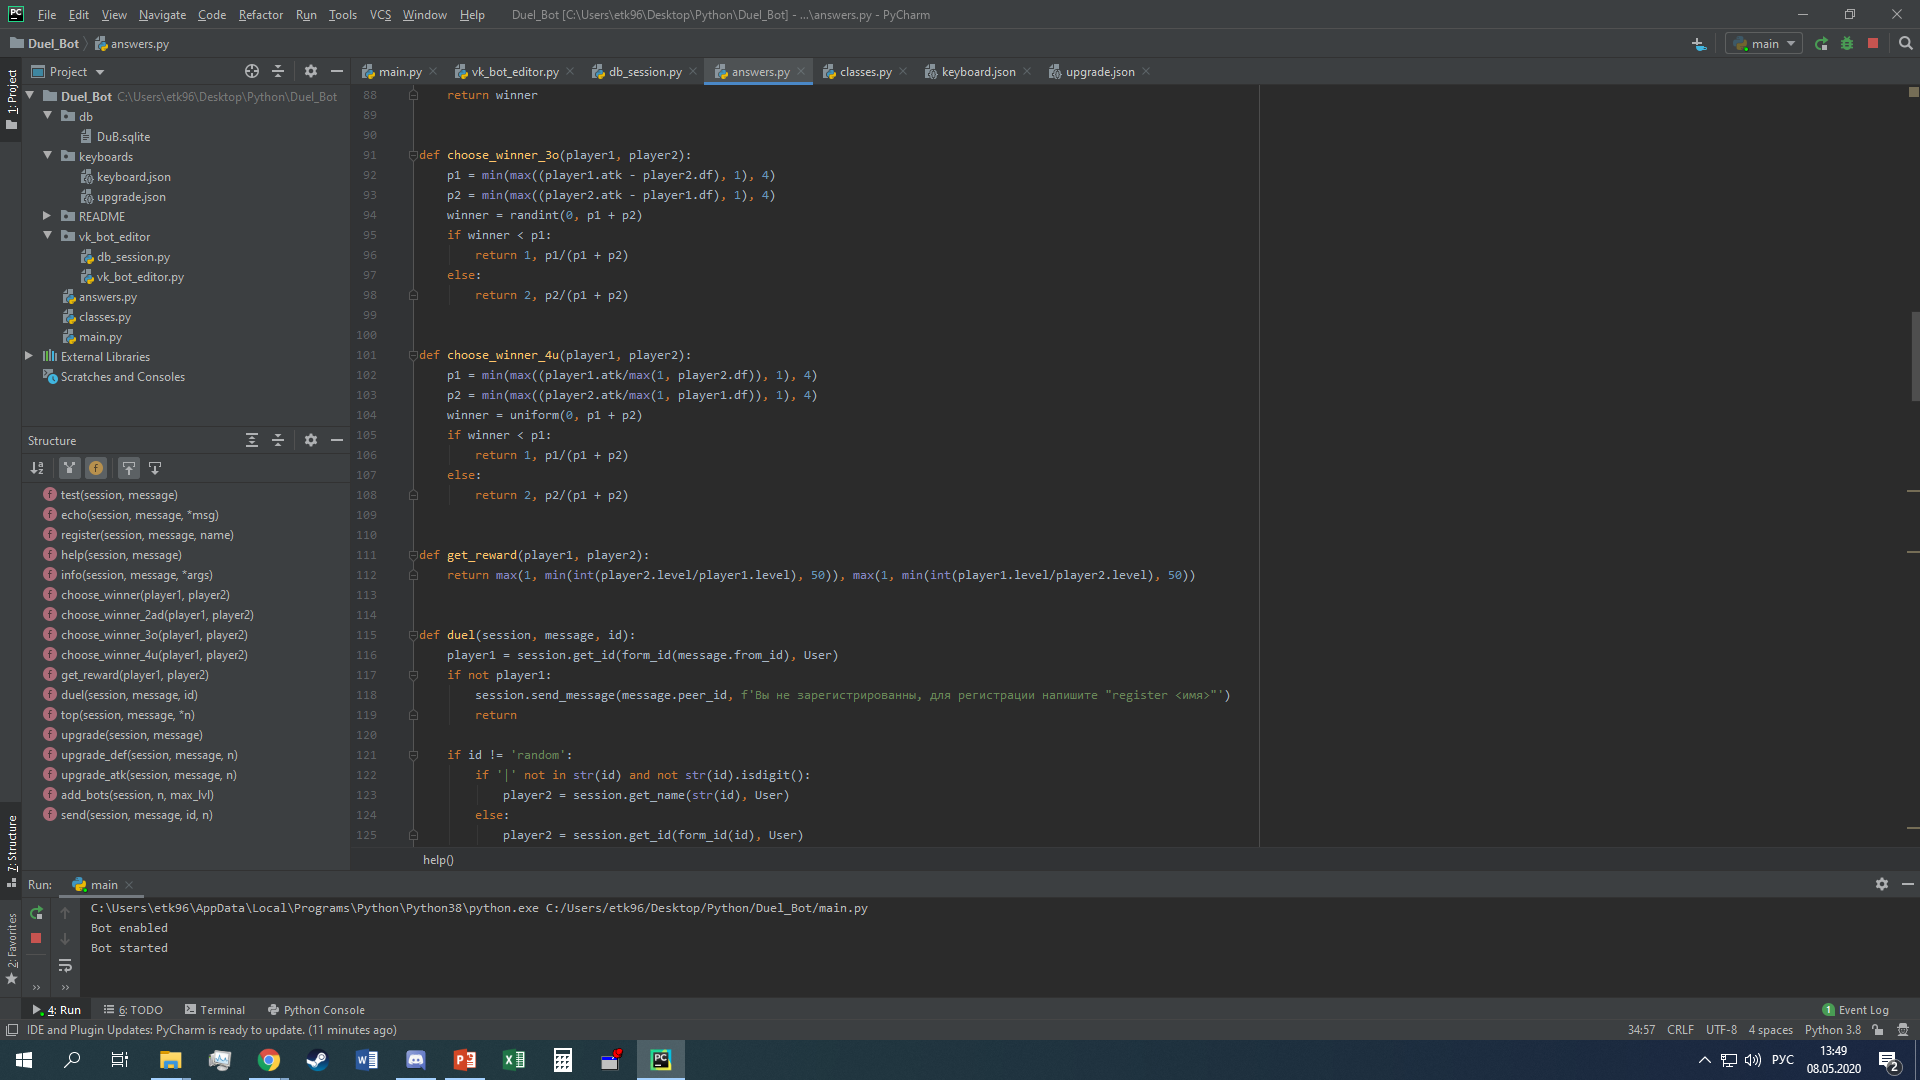 File Edit View Navigate Code Refactor Run Tools VCS Window Help Duel_Bot [C:\Users\etk96\Desktop\Python\Duel_Bot] - ...\answers.py - PyCharm
Duel_Bot answers.py main
Project
main.py vk_bot_editor.py db_session.py answers.py classes.py keyboard.json upgrade.json
1: Project
Duel_Bot C:\Users\etk96\Desktop\Python\Duel_Bot
db
DuB.sqlite
keyboards
keyboard.json
upgrade.json
README
vk_bot_editor
db_session.py
vk_bot_editor.py
answers.py
classes.py
main.py
External Libraries
Scratches and Consoles
Structure
test(session, message)
echo(session, message, *msg)
register(session, message, name)
help(session, message)
info(session, message, *args)
choose_winner(player1, player2)
choose_winner_2ad(player1, player2)
choose_winner_3o(player1, player2)
choose_winner_4u(player1, player2)
get_reward(player1, player2)
duel(session, message, id)
top(session, message, *n)
upgrade(session, message)
upgrade_def(session, message, n)
upgrade_atk(session, message, n)
add_bots(session, n, max_lvl)
send(session, message, id, n)
7: Structure
2: Favorites
88 return winner
89
90
91 def choose_winner_3o(player1, player2):
92 p1 = min(max((player1.atk - player2.df), 1), 4)
93 p2 = min(max((player2.atk - player1.df), 1), 4)
94 winner = randint(0, p1 + p2)
95 if winner < p1:
96 return 1, p1/(p1 + p2)
97 else:
98 return 2, p2/(p1 + p2)
99
100
101 def choose_winner_4u(player1, player2):
102 p1 = min(max((player1.atk/max(1, player2.df)), 1), 4)
103 p2 = min(max((player2.atk/max(1, player1.df)), 1), 4)
104 winner = uniform(0, p1 + p2)
105 if winner < p1:
106 return 1, p1/(p1 + p2)
107 else:
108 return 2, p2/(p1 + p2)
109
110
111 def get_reward(player1, player2):
112 return max(1, min(int(player2.level/player1.level), 50)), max(1, min(int(player1.level/player2.level), 50))
113
114
115 def duel(session, message, id):
116 player1 = session.get_id(form_id(message.from_id), User)
117 if not player1:
118 session.send_message(message.peer_id, f'Вы не зарегистрированны, для регистрации напишите "register <имя>"')
119 return
120
121 if id != 'random':
122 if '|' not in str(id) and not str(id).isdigit():
123 player2 = session.get_name(str(id), User)
124 else:
125 player2 = session.get_id(form_id(id), User)
help()
Run: main
C:\Users\etk96\AppData\Local\Programs\Python\Python38\python.exe C:/Users/etk96/Desktop/Python/Duel_Bot/main.py
Bot enabled
Bot started
4: Run 6: TODO Terminal Python Console 1 Event Log
IDE and Plugin Updates: PyCharm is ready to update. (11 minutes ago) 34:57 CRLF UTF-8 4 spaces Python 3.8
РУС 13:49
08.05.2020 2